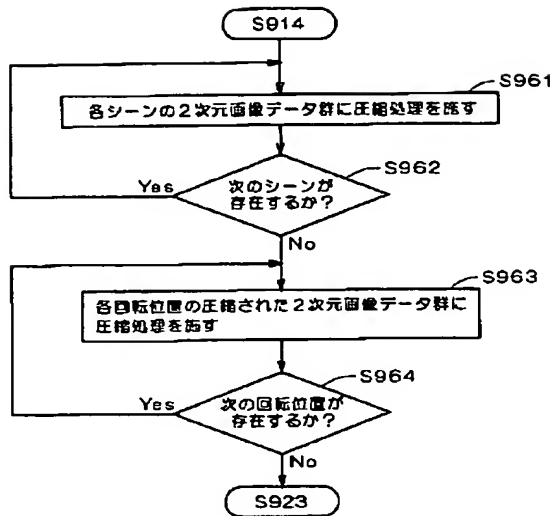 S914
S961
各シーンの2次元画像データ群に圧縮処理を施す
S962
次のシーンが
存在するか?
Yes
No
S963
各回転位置の圧縮された2次元画像データ群に
圧縮処理を施す
S964
次の回転位置が
存在するか?
Yes
No
S923